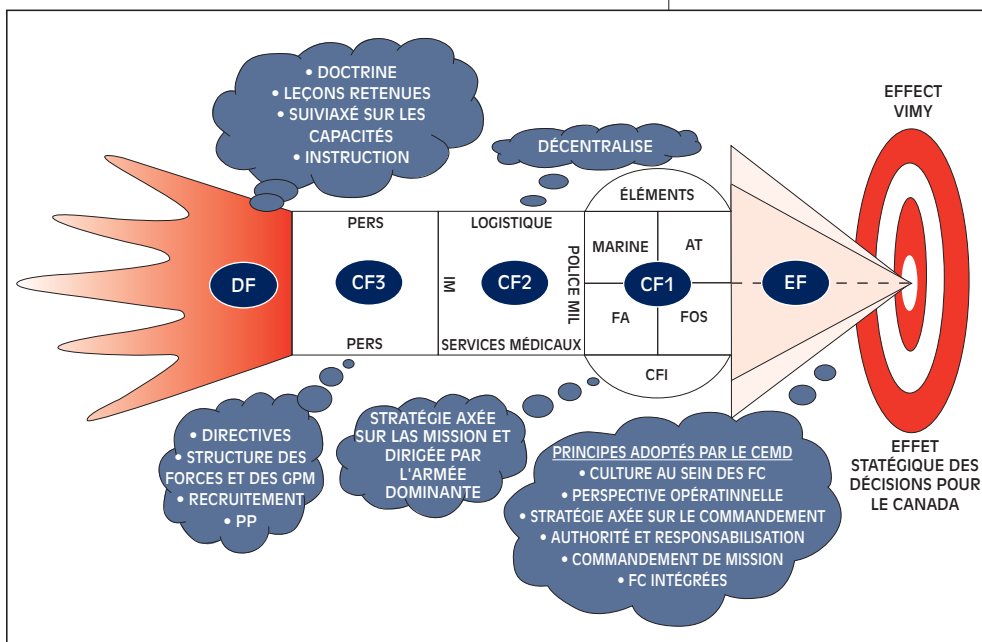 • DOCTRINE
• LEÇONS RETENUES
• SUIVIAXÉ SUR LES
CAPACITÉS
• INSTRUCTION
DÉCENTRALISE
EFFECT
VIMY
ÉLÉMENTS
PERS
LOGISTIQUE
MARINE
AT
DF
CF3
IM
CF2
POLICE MIL
CF1
EF
FA
FOS
PERS
SERVICES MÉDICAUX
CFI
• DIRECTIVES
• STRUCTURE DES
FORCES ET DES GPM
• RECRUITEMENT
• PP
STRATÉGIE AXÉE
SUR LAS MISSION ET
DIRIGÉE PAR
L'ARMÉE
DOMINANTE
PRINCIPES ADOPTÉS PAR LE CEMD
• CULTURE AU SEIN DES FC
• PERSPECTIVE OPÉRATINNELLE
• STRATÉGIE AXÉE SUR LE COMMANDEMENT
• AUTHORITÉ ET RESPONSABILISATION
• COMMANDEMENT DE MISSION
• FC INTÉGRÉES
EFFET
STATÉGIQUE DES
DÉCISIONS POUR
LE CANADA